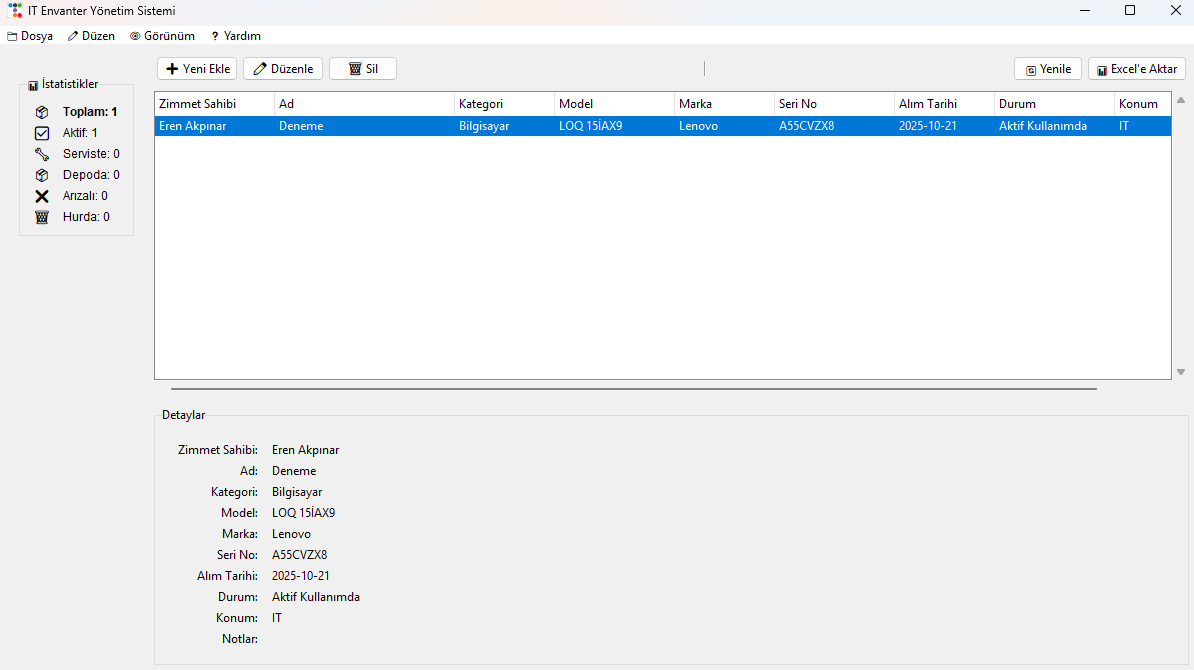 IT Envanter Yönetim Sistemi
Dosya Düzen Görünüm ? Yardım
Yeni Ekle Düzenle Sil Yenile Excel'e Aktar
İstatistikler
Toplam: 1
Aktif: 1
Serviste: 0
Depoda: 0
Arızalı: 0
Hurda: 0
Zimmet Sahibi Ad Kategori Model Marka Seri No Alım Tarihi Durum Konum
Eren Akpınar Deneme Bilgisayar LOQ 15İAX9 Lenovo A55CVZX8 2025-10-21 Aktif Kullanımda IT
Detaylar
Zimmet Sahibi: Eren Akpınar
Ad: Deneme
Kategori: Bilgisayar
Model: LOQ 15İAX9
Marka: Lenovo
Seri No: A55CVZX8
Alım Tarihi: 2025-10-21
Durum: Aktif Kullanımda
Konum: IT
Notlar: